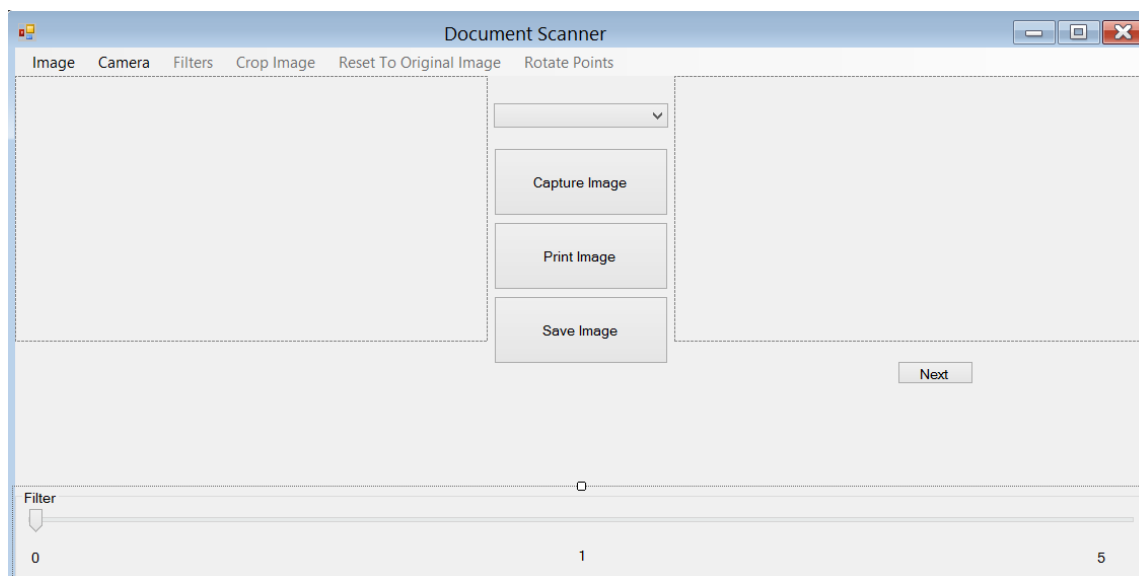 Document Scanner
Image Camera Filters Crop Image Reset To Original Image Rotate Points
Capture Image
Print Image
Save Image
Next
Filter
0 1 5